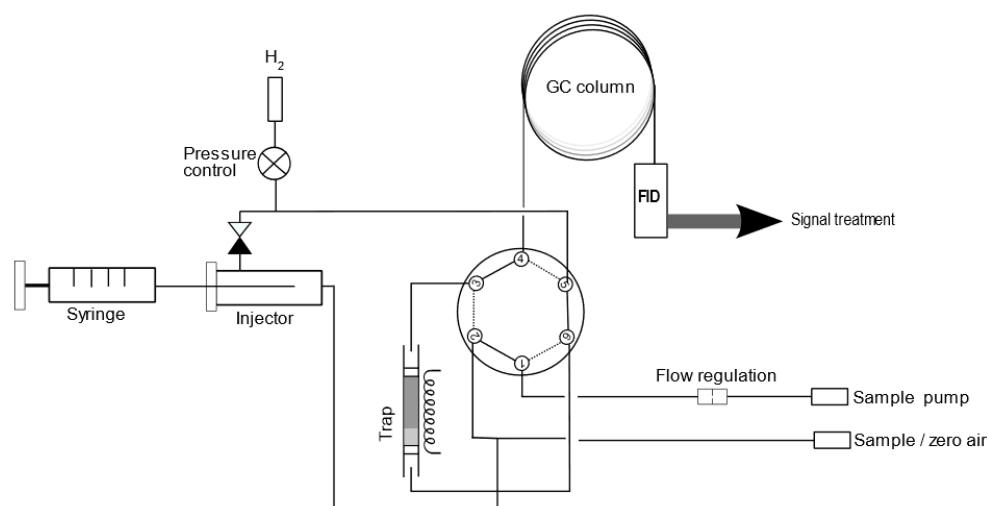 H2
Pressure
control
GC column
FID
Signal treatment
4
3
5
2
6
1
Syringe
Injector
Trap
Flow regulation
Sample pump
Sample / zero air